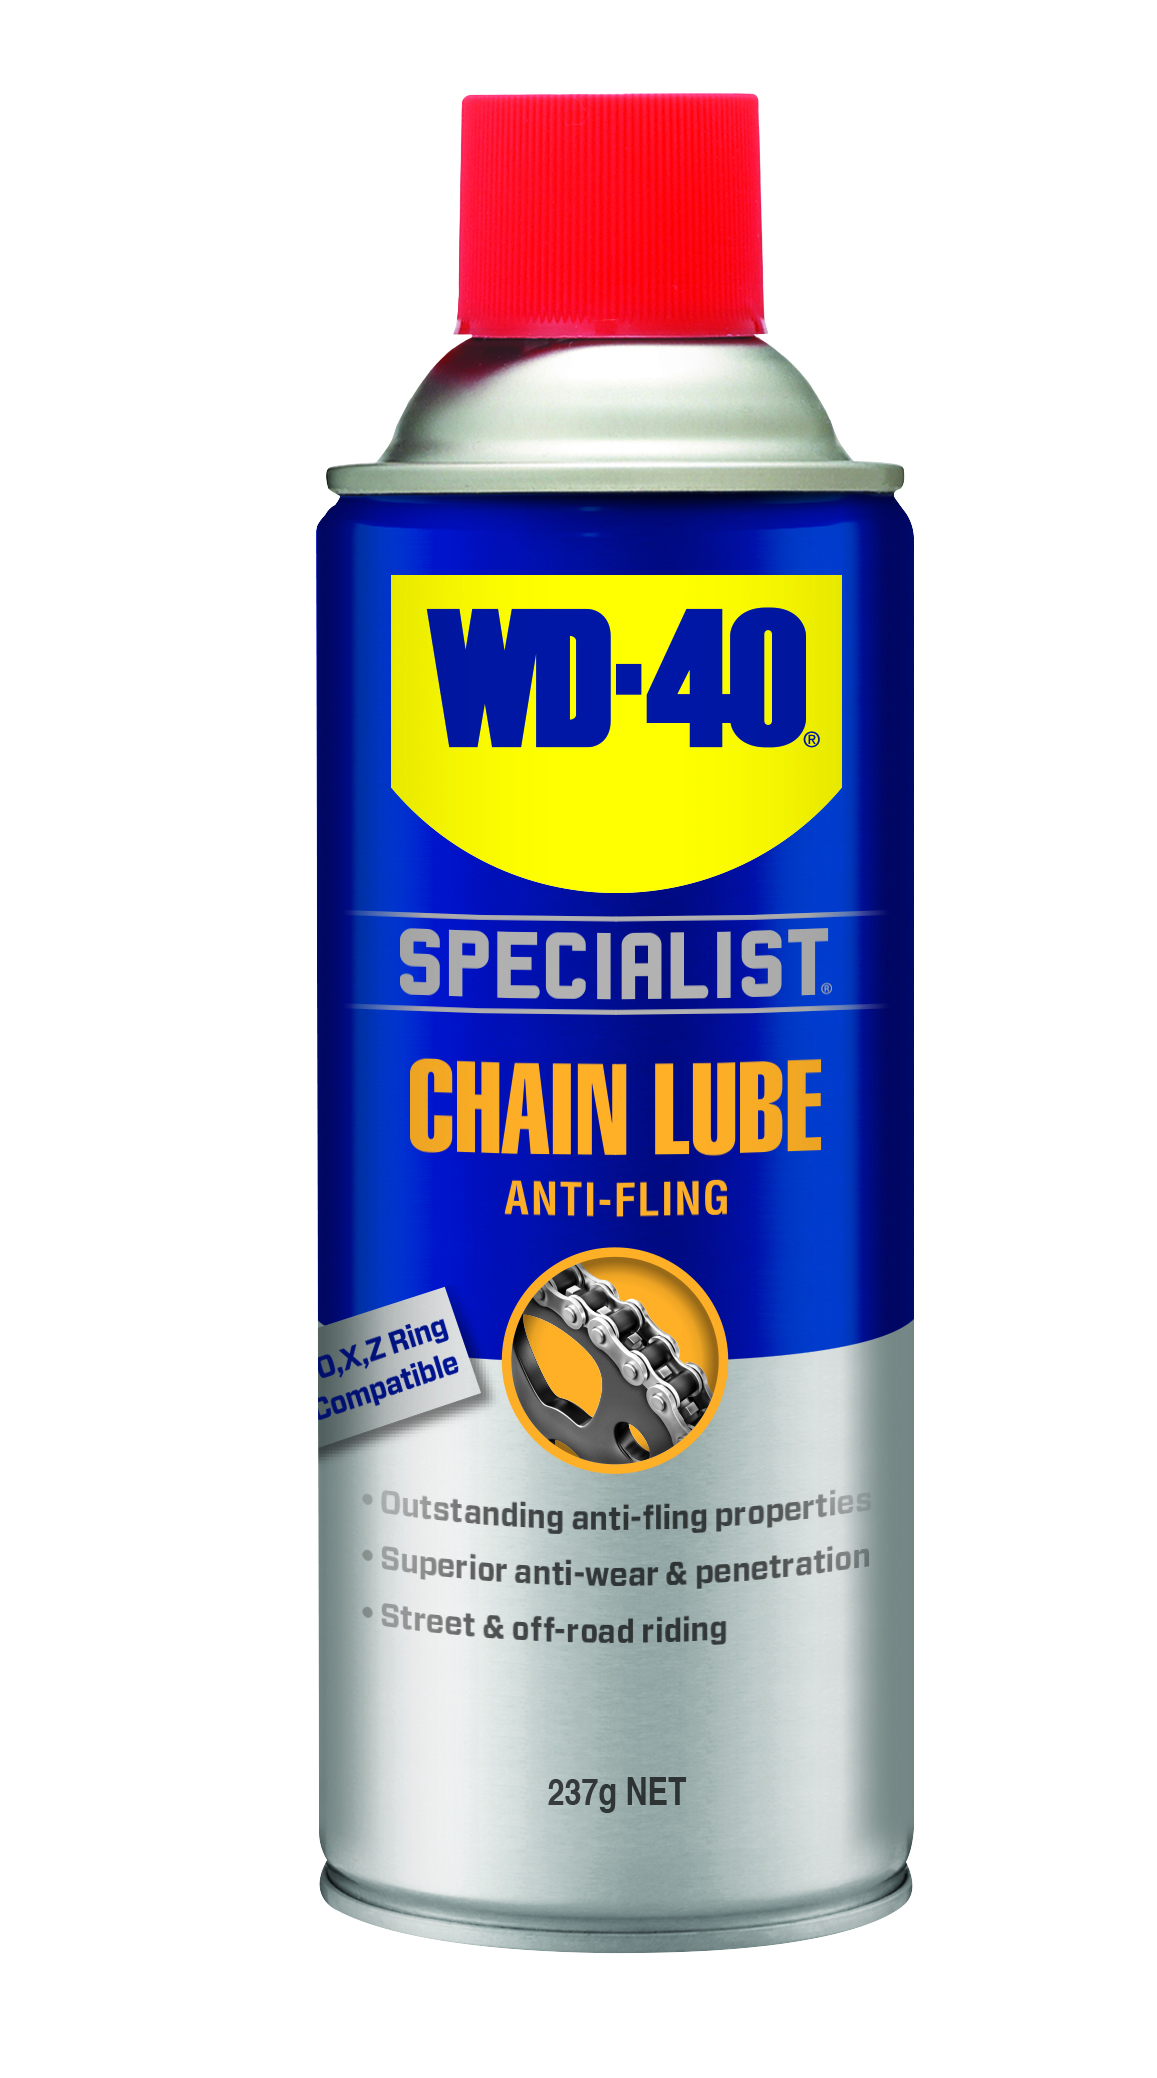 WD-40®
SPECIALIST®
CHAIN LUBE
ANTI-FLING
O,X,Z Ring
Compatible
• Outstanding anti-fling properties
• Superior anti-wear & penetration
• Street & off-road riding
237g NET